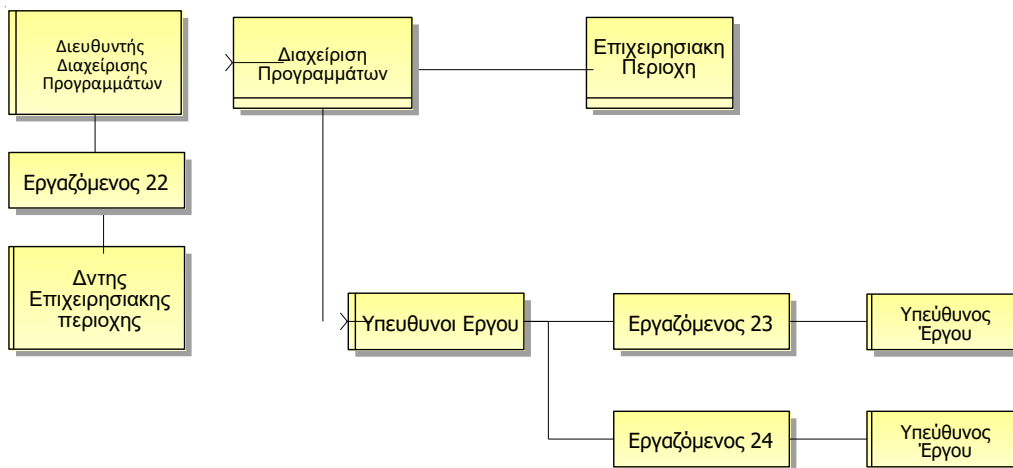 Διευθυντής
Διαχείρισης
Προγραμμάτων
Διαχείριση
Προγραμμάτων
Επιχειρησιακη
Περιοχη
Εργαζόμενος 22
Δντης
Επιχειρησιακης
περιοχης
Υπευθυνοι Εργου
Εργαζόμενος 23
Υπεύθυνος
Έργου
Εργαζόμενος 24
Υπεύθυνος
Έργου